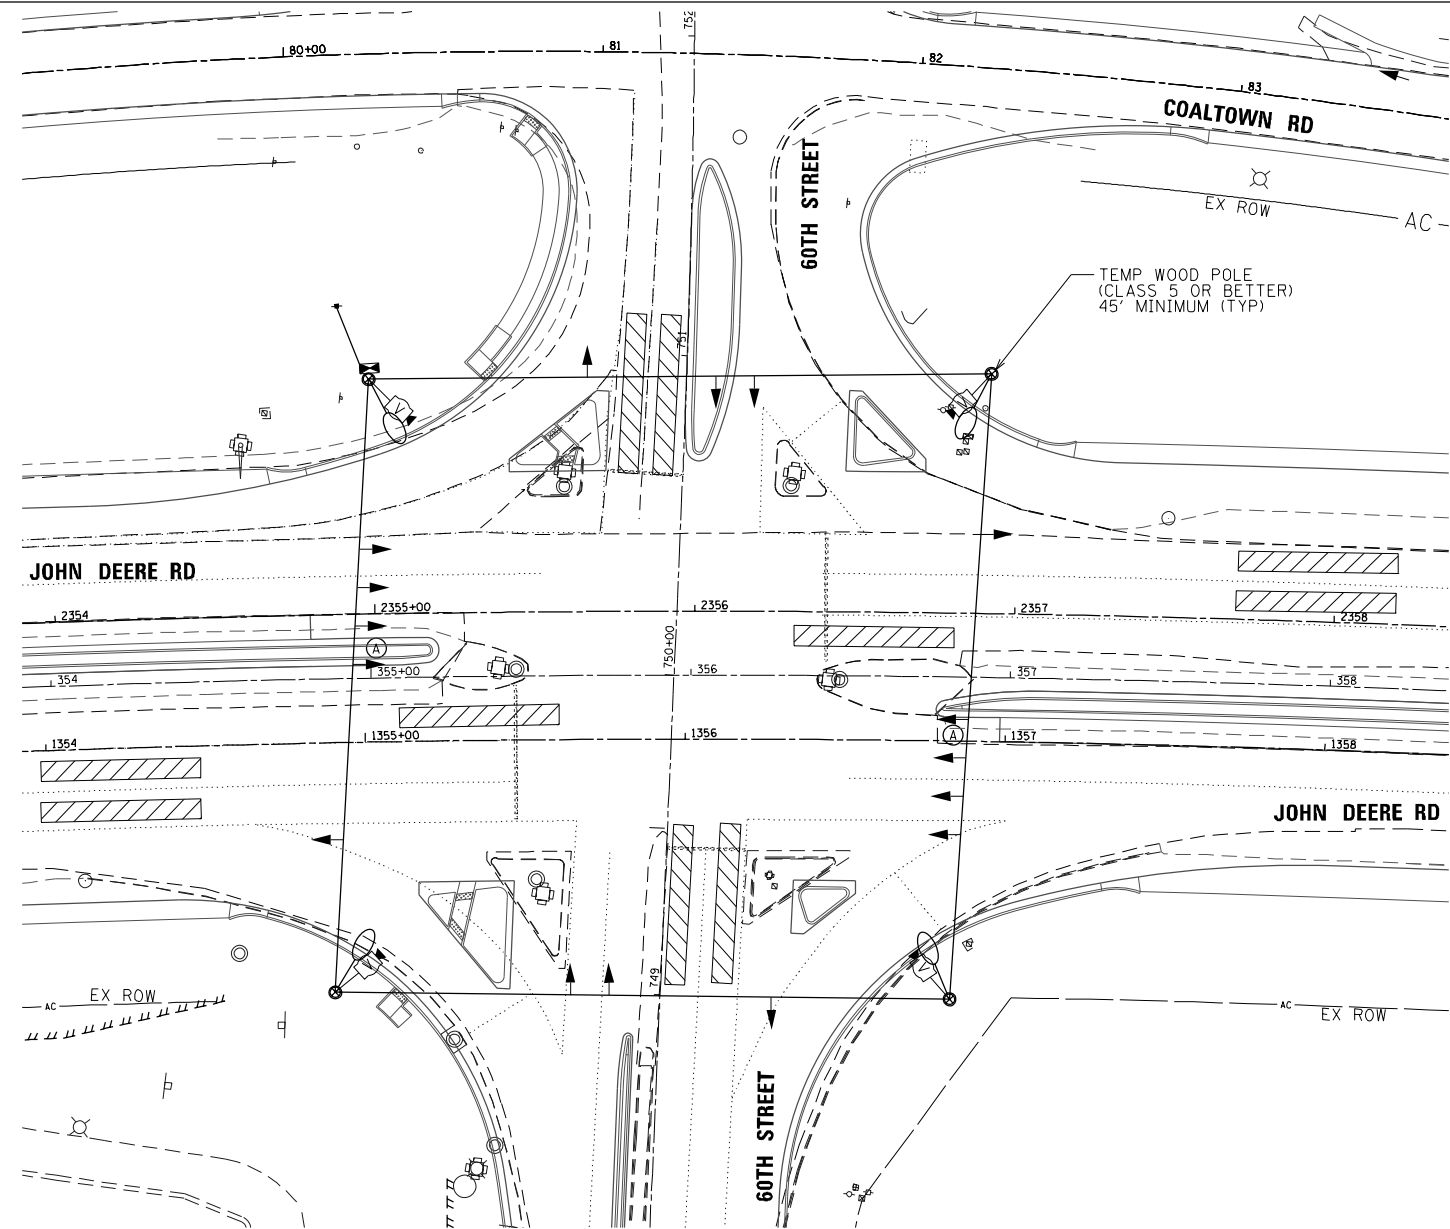 752
80+00
81
82
83
COALTOWN RD
60TH STREET
EX ROW
AC
TEMP WOOD POLE
(CLASS 5 OR BETTER)
45' MINIMUM (TYP)
751
JOHN DEERE RD
2354
2355+00
2356
2357
2358
A
750+00
354
355+00
356
357
358
1354
1355+00
1356
A
1357
1358
JOHN DEERE RD
749
AC
EX ROW
AC
EX ROW
60TH STREET